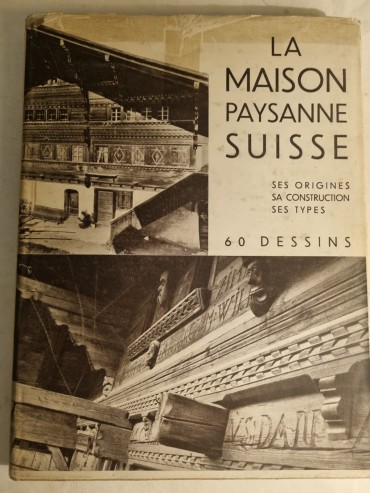 LA
MAISON
PAYSANNE
SUISSE
SES ORIGINES
SA CONSTRUCTION
SES TYPES
60 DESSINS